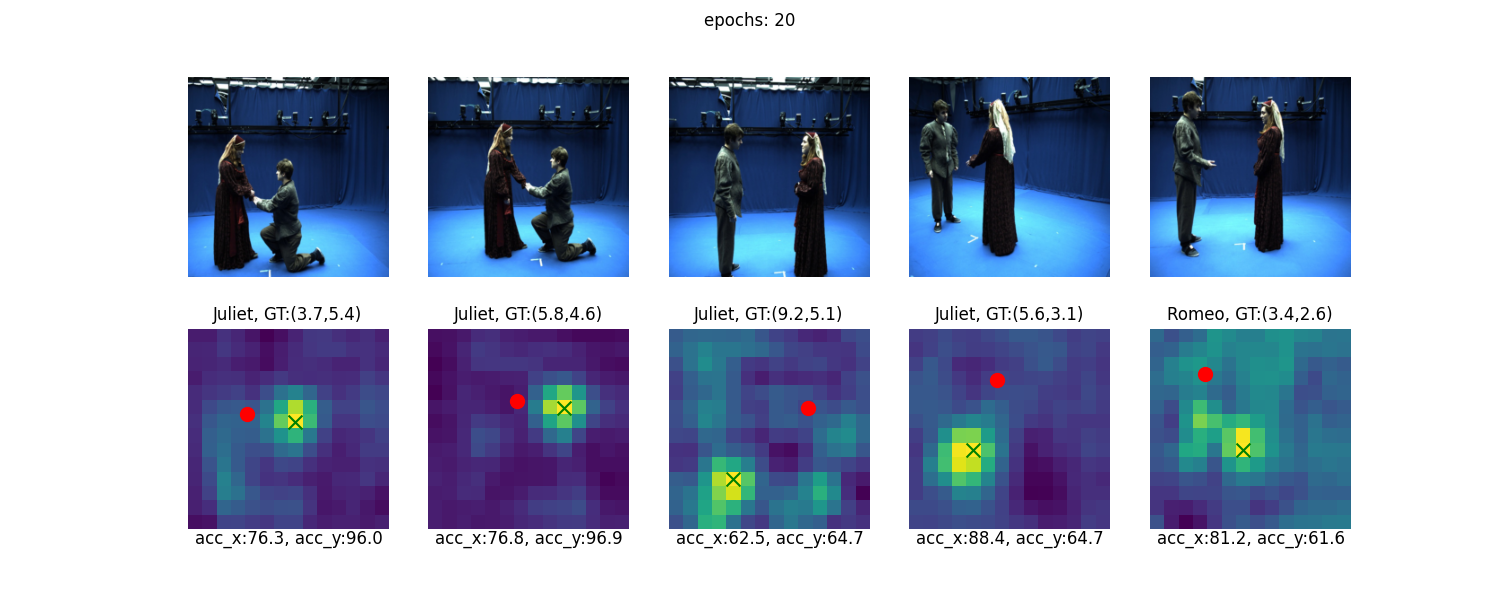 epochs: 20
Juliet, GT:(3.7,5.4)
Juliet, GT:(5.8,4.6)
Juliet, GT:(9.2,5.1)
Juliet, GT:(5.6,3.1)
Romeo, GT:(3.4,2.6)
acc_x:76.3, acc_y:96.0
acc_x:76.8, acc_y:96.9
acc_x:62.5, acc_y:64.7
acc_x:88.4, acc_y:64.7
acc_x:81.2, acc_y:61.6